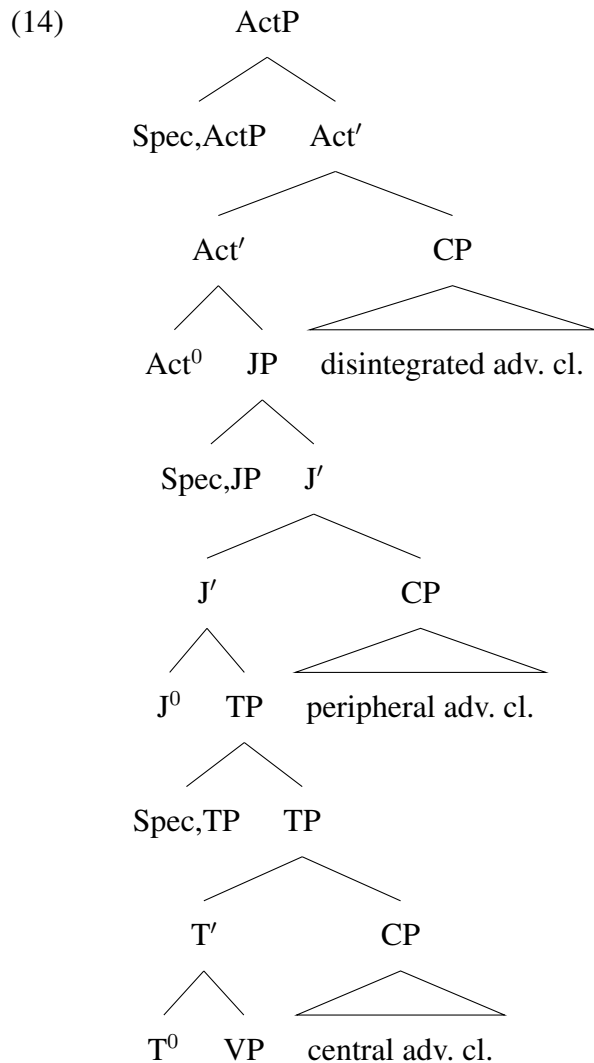 (14) ActP
Spec,ActP Act′
Act′ CP
Act⁰ JP disintegrated adv. cl.
Spec,JP J′
J′ CP
J⁰ TP peripheral adv. cl.
Spec,TP TP
T′ CP
T⁰ VP central adv. cl.